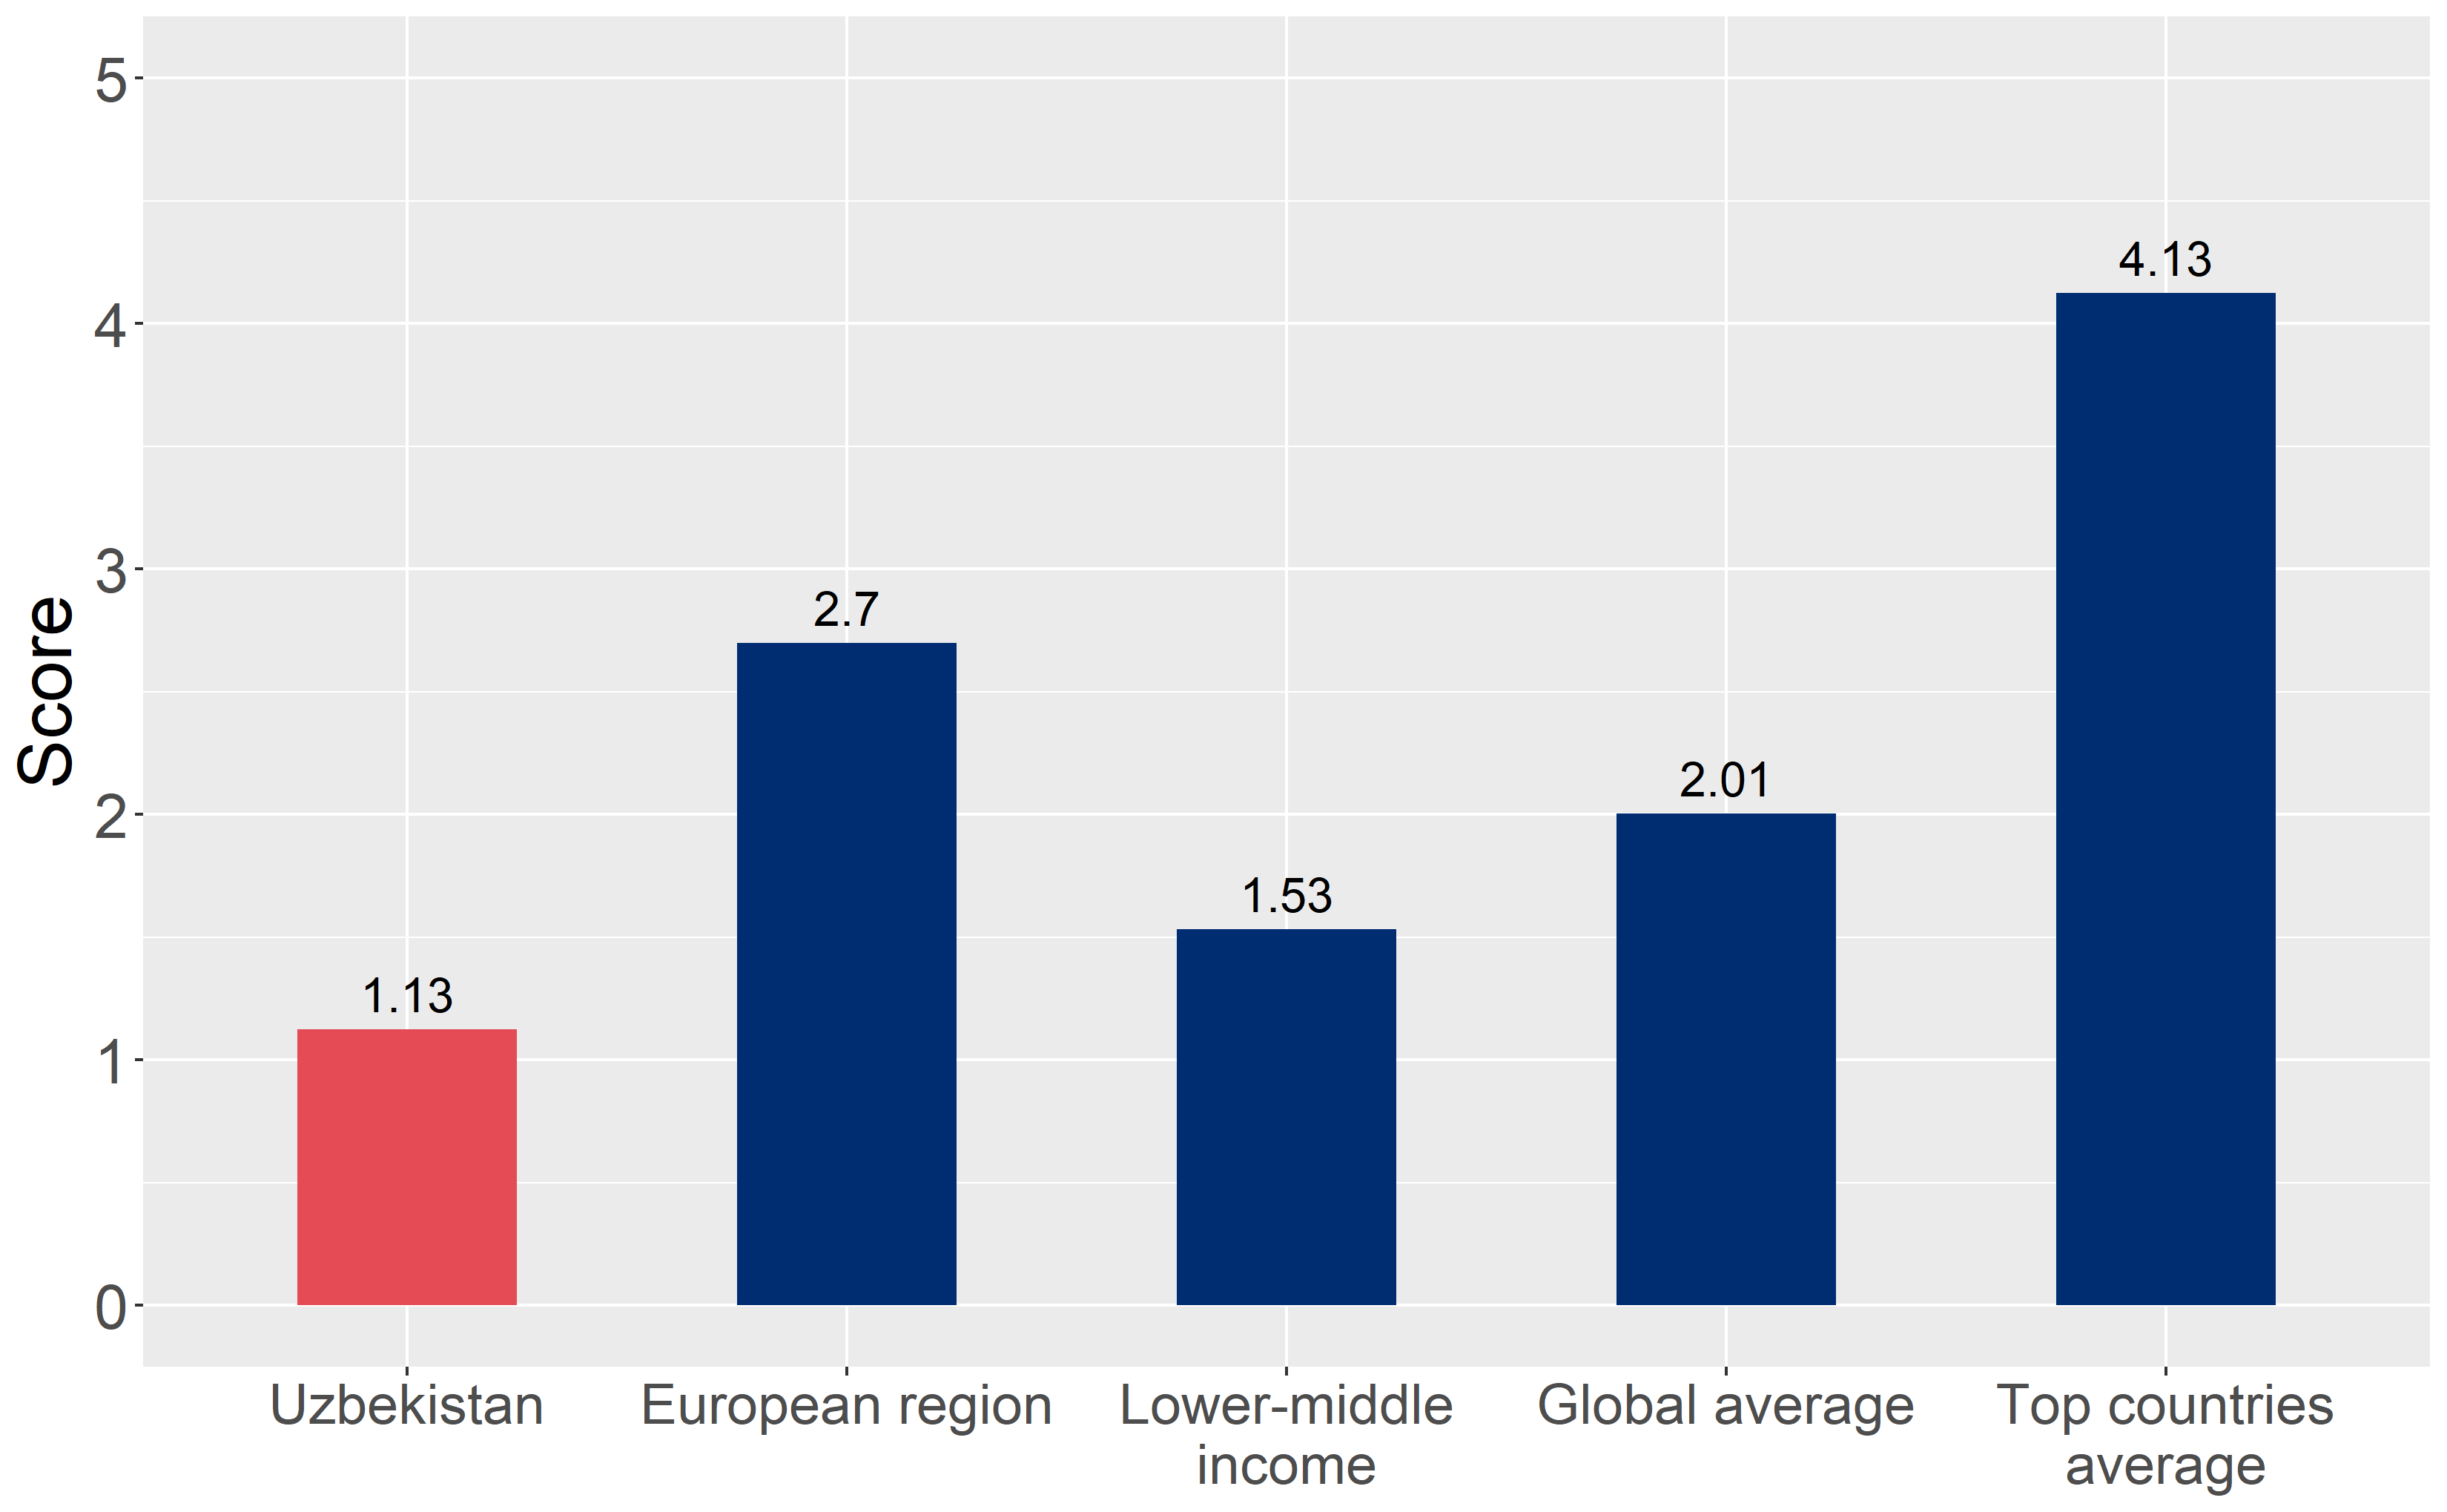 Score
5
4
3
2
1
0
1.13
2.7
1.53
2.01
4.13
Uzbekistan
European region
Lower-middle
income
Global average
Top countries
average